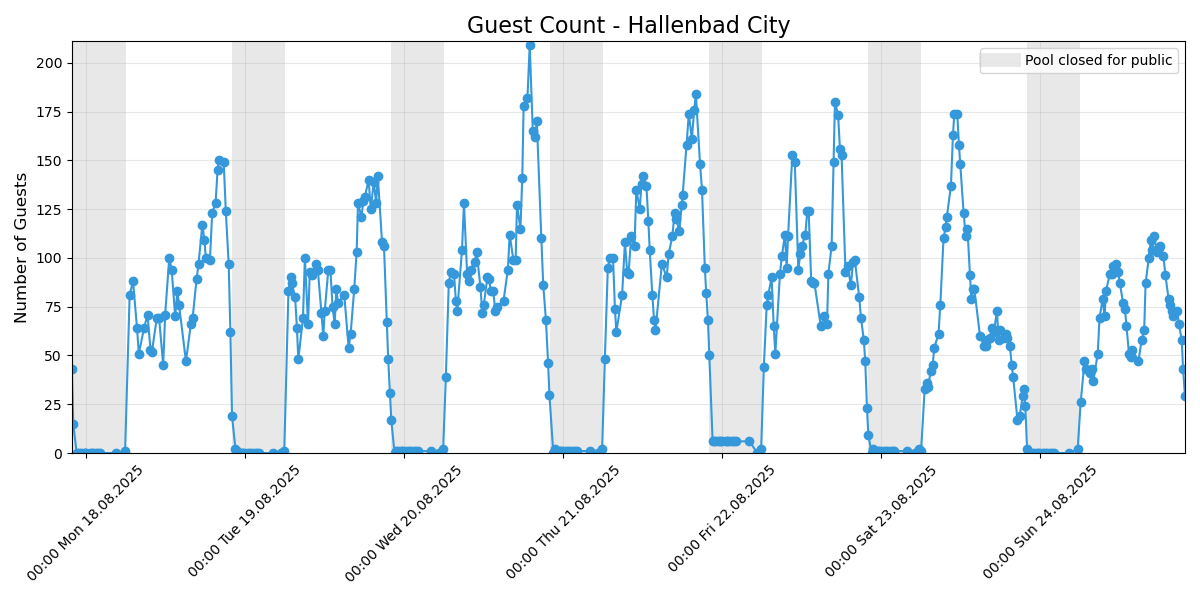 Guest Count - Hallenbad City
Pool closed for public
Number of Guests
200
175
150
125
100
75
50
25
0
00:00 Mon 18.08.2025
00:00 Tue 19.08.2025
00:00 Wed 20.08.2025
00:00 Thu 21.08.2025
00:00 Fri 22.08.2025
00:00 Sat 23.08.2025
00:00 Sun 24.08.2025